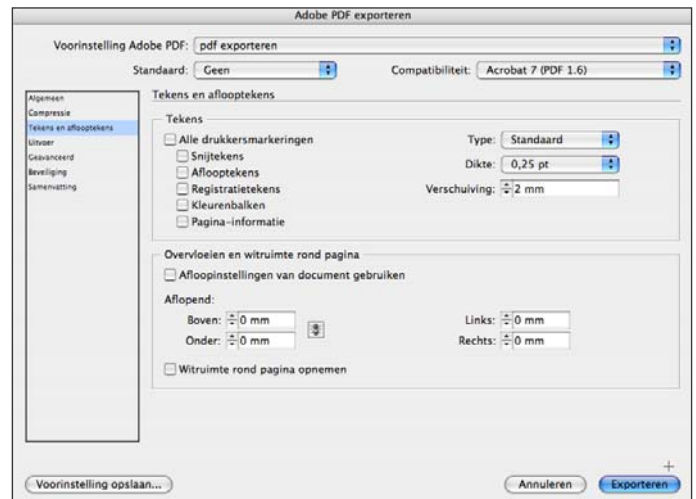 Adobe PDF exporteren
Voorinstelling Adobe PDF: pdf exporteren
Standaard: Geen Compatibiliteit: Acrobat 7 (PDF 1.6)
Algemeen
Compressie
Tekens en aflooptekens
Uitvoer
Geavanceerd
Beveiliging
Samenvatting
Tekens en aflooptekens
Tekens
Alle drukkersmarkeringen
Snijtekens
Aflooptekens
Registratietekens
Kleurenbalken
Pagina-informatie
Type: Standaard
Dikte: 0,25 pt
Verschuiving: 2 mm
Overvloeien en witruimte rond pagina
Afloopinstellingen van document gebruiken
Aflopend:
Boven: 0 mm Links: 0 mm
Onder: 0 mm Rechts: 0 mm
Witruimte rond pagina opnemen
Voorinstelling opslaan... Annuleren Exporteren